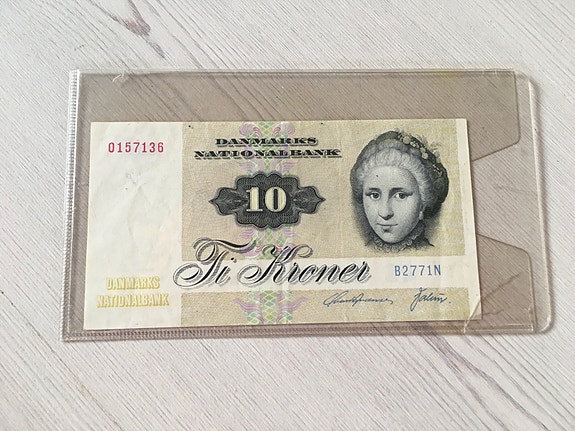 0157136
DANMARKS
NATIONALBANK
10
Ti Kroner
B2771N
DANMARKS
NATIONALBANK